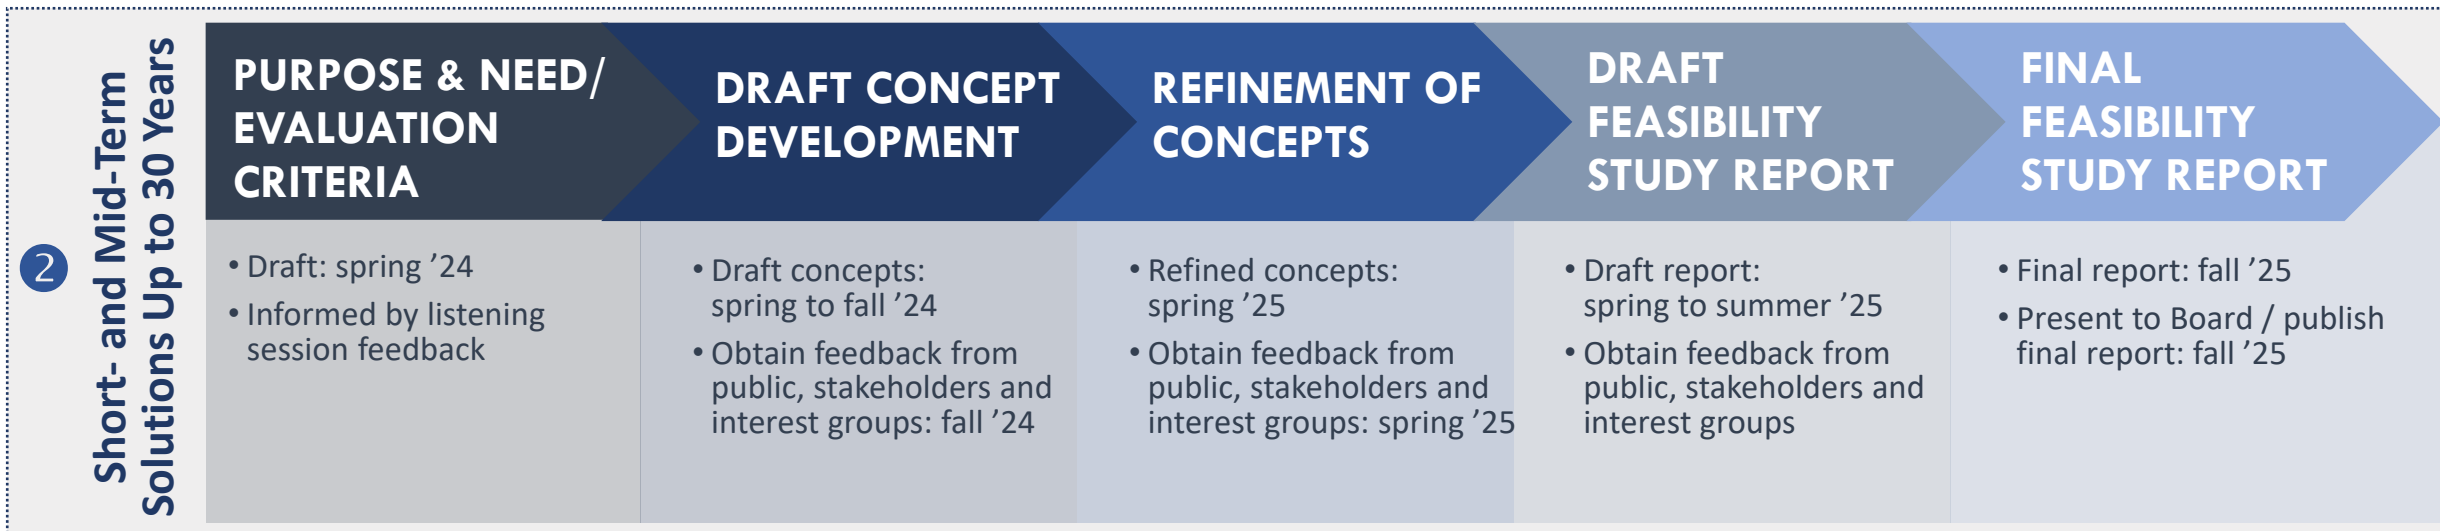 ❷
Short- and Mid-Term
Solutions Up to 30 Years
PURPOSE & NEED/
EVALUATION
CRITERIA
• Draft: spring ’24
• Informed by listening
session feedback
DRAFT CONCEPT
DEVELOPMENT
• Draft concepts:
spring to fall ’24
• Obtain feedback from
public, stakeholders and
interest groups: fall ’24
REFINEMENT OF
CONCEPTS
• Refined concepts:
spring ’25
• Obtain feedback from
public, stakeholders and
interest groups: spring ’25
DRAFT
FEASIBILITY
STUDY REPORT
• Draft report:
spring to summer ’25
• Obtain feedback from
public, stakeholders and
interest groups
FINAL
FEASIBILITY
STUDY REPORT
• Final report: fall ’25
• Present to Board / publish
final report: fall ’25